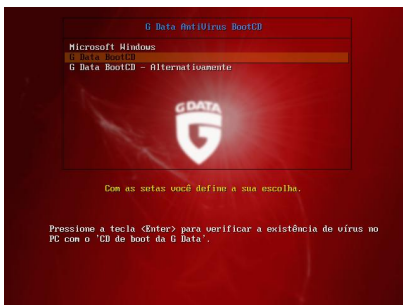 G Data AntiVirus BootCD
Microsoft Windows
G Data BootCD
G Data BootCD - Alternativamente
G DATA
Com as setas você define a sua escolha.
Pressione a tecla <Enter> para verificar a existência de vírus no
PC com o 'CD de boot da G Data'.